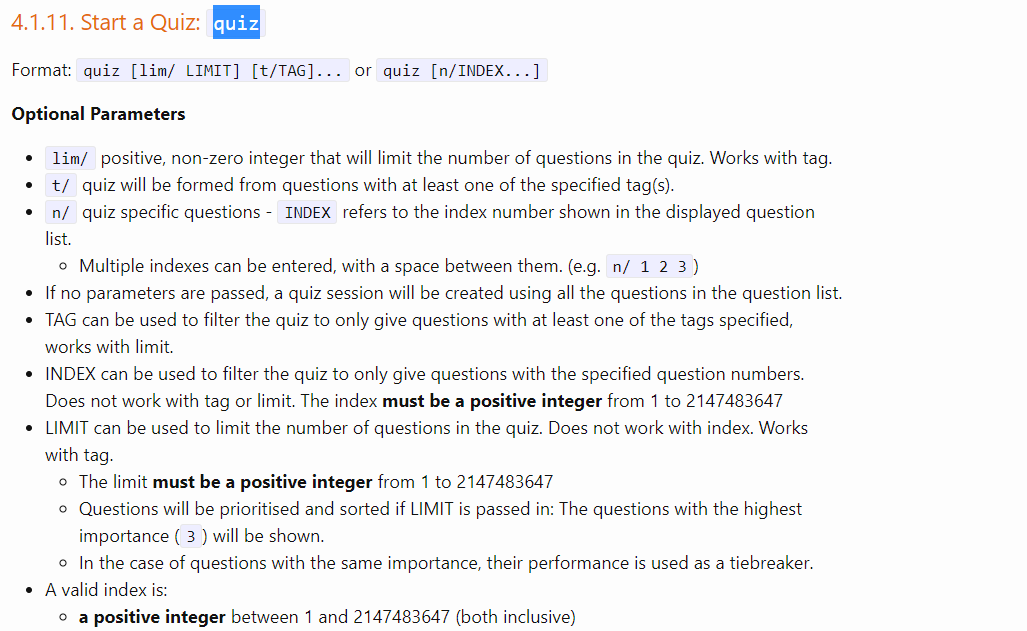 4.1.11. Start a Quiz: quiz
Format: quiz [lim/ LIMIT] [t/TAG]... or quiz [n/INDEX...]
Optional Parameters
• lim/ positive, non-zero integer that will limit the number of questions in the quiz. Works with tag.
• t/ quiz will be formed from questions with at least one of the specified tag(s).
• n/ quiz specific questions - INDEX refers to the index number shown in the displayed question
list.
◦ Multiple indexes can be entered, with a space between them. (e.g. n/ 1 2 3)
• If no parameters are passed, a quiz session will be created using all the questions in the question list.
• TAG can be used to filter the quiz to only give questions with at least one of the tags specified,
works with limit.
• INDEX can be used to filter the quiz to only give questions with the specified question numbers.
Does not work with tag or limit. The index must be a positive integer from 1 to 2147483647
• LIMIT can be used to limit the number of questions in the quiz. Does not work with index. Works
with tag.
◦ The limit must be a positive integer from 1 to 2147483647
◦ Questions will be prioritised and sorted if LIMIT is passed in: The questions with the highest
importance (3) will be shown.
◦ In the case of questions with the same importance, their performance is used as a tiebreaker.
• A valid index is:
◦ a positive integer between 1 and 2147483647 (both inclusive)